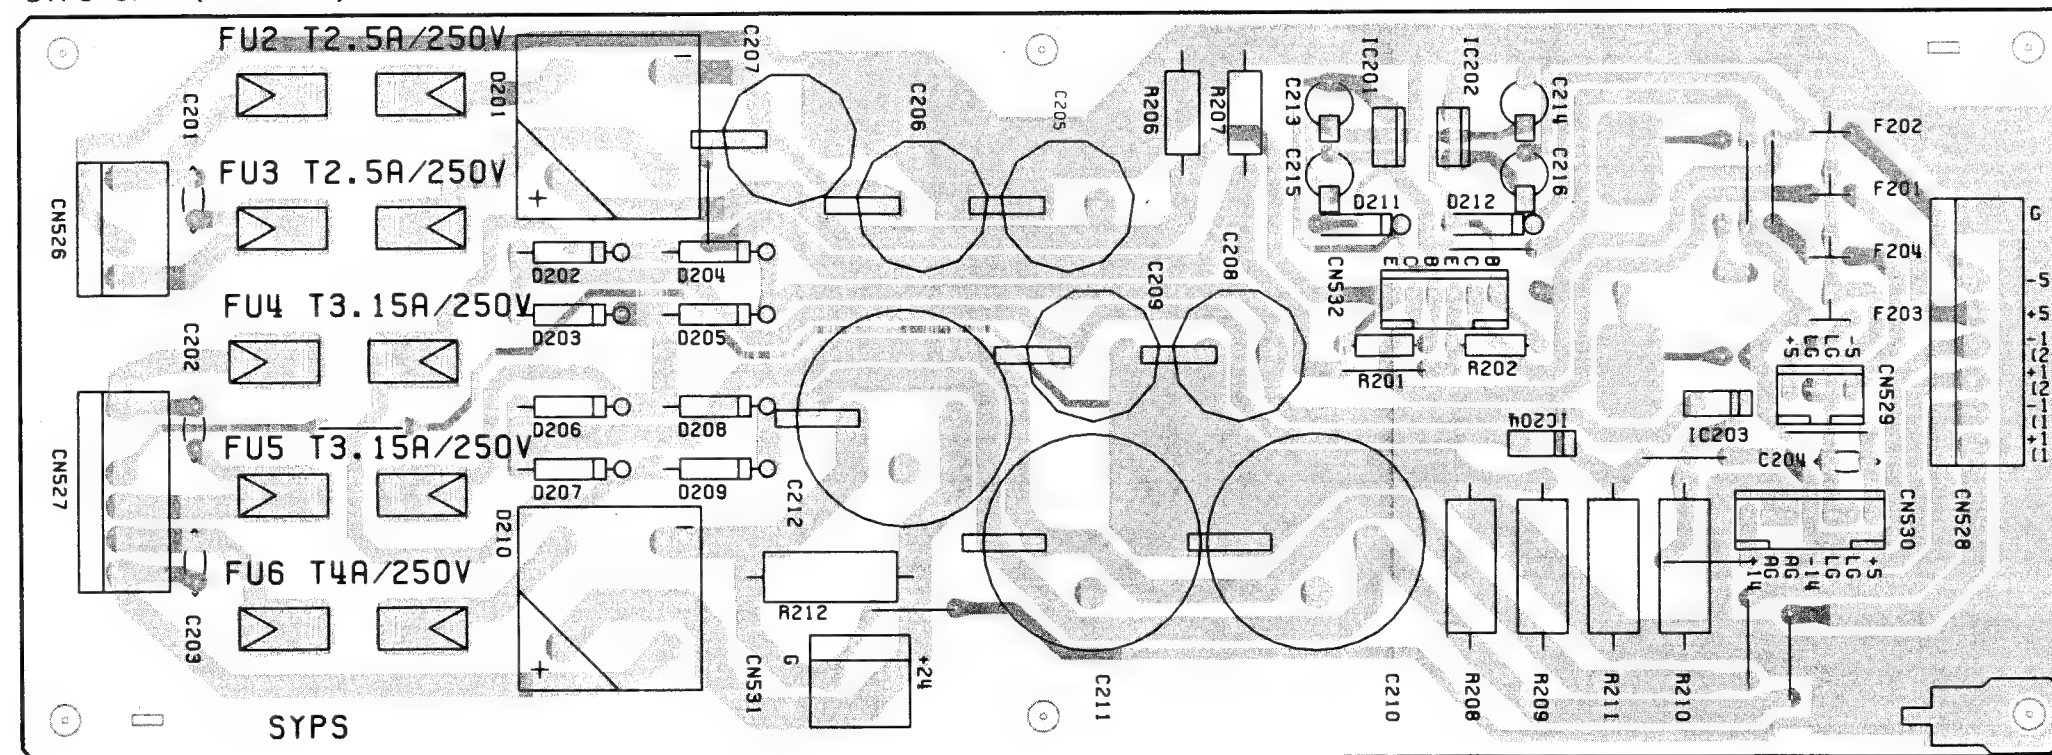 FU2 T2.5A/250V
C207
D201
C201
C206
C205
R206
R207
C213
IC201
IC202
C214
F202
FU3 T2.5A/250V
C215
C216
F201
CN526
D211
D212
G
F204
D202
D204
C209
C208
CN532
E C B E C B
-5
FU4 T3.15A/250V
D203
D205
F203
+5
C202
+5 LG LG -5
R201
R202
CN529
D206
D208
IC204
IC203
FU5 T3.15A/250V
C204
CN527
D207
D209
C212
D210
CN530
CN528
FU6 T4A/250V
+14 AG AG -14 LG LG +5
R212
C203
CN531
G
+24
C211
C210
R208
R209
R211
R210
SYPS